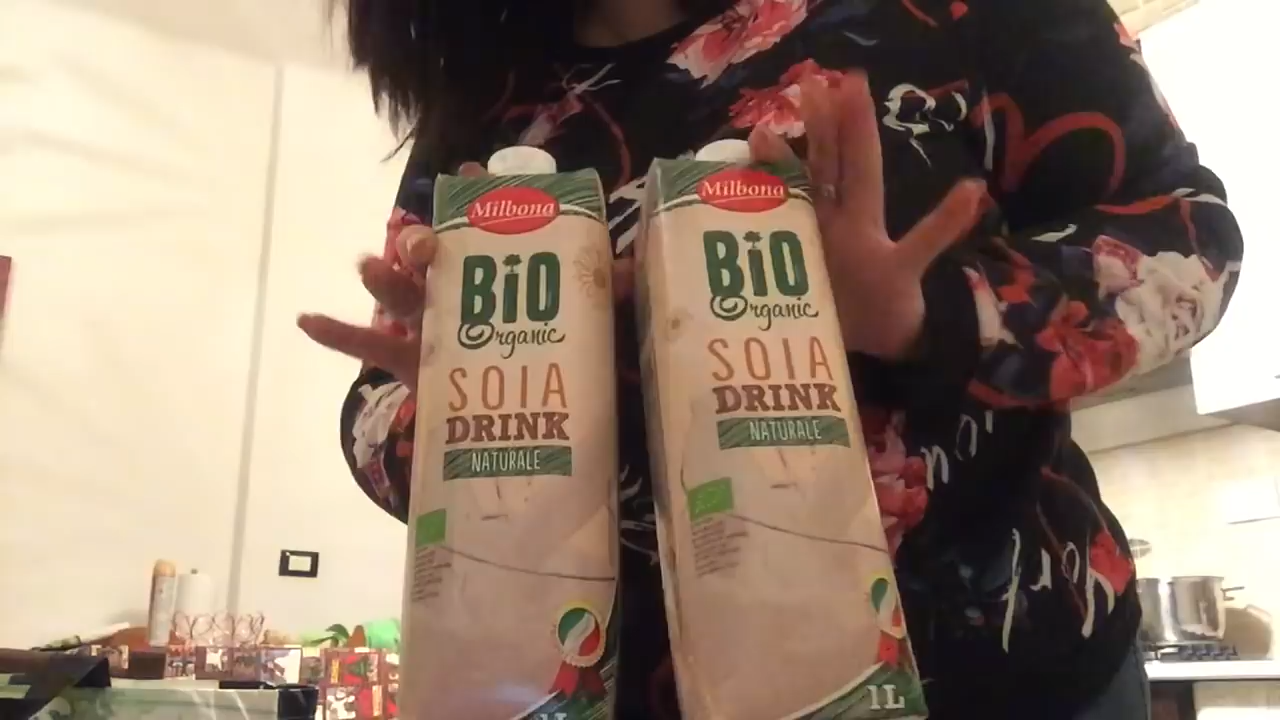 Milbona
BiO
Organic
SOIA
DRINK
NATURALE
Milbona
BiO
Organic
SOIA
DRINK
NATURALE
1L